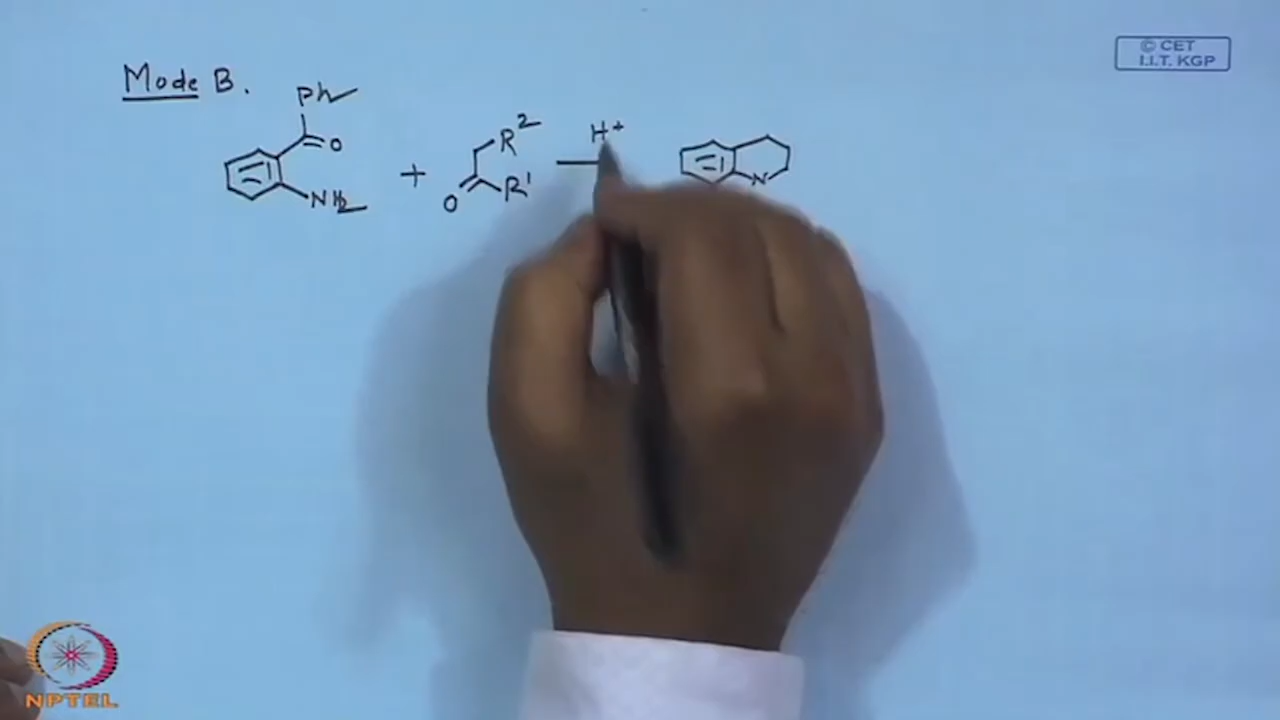 © CET
I.I.T. KGP
Mode B.
Ph
O
NH2
+
R2
O
R1
H+
N
NPTEL